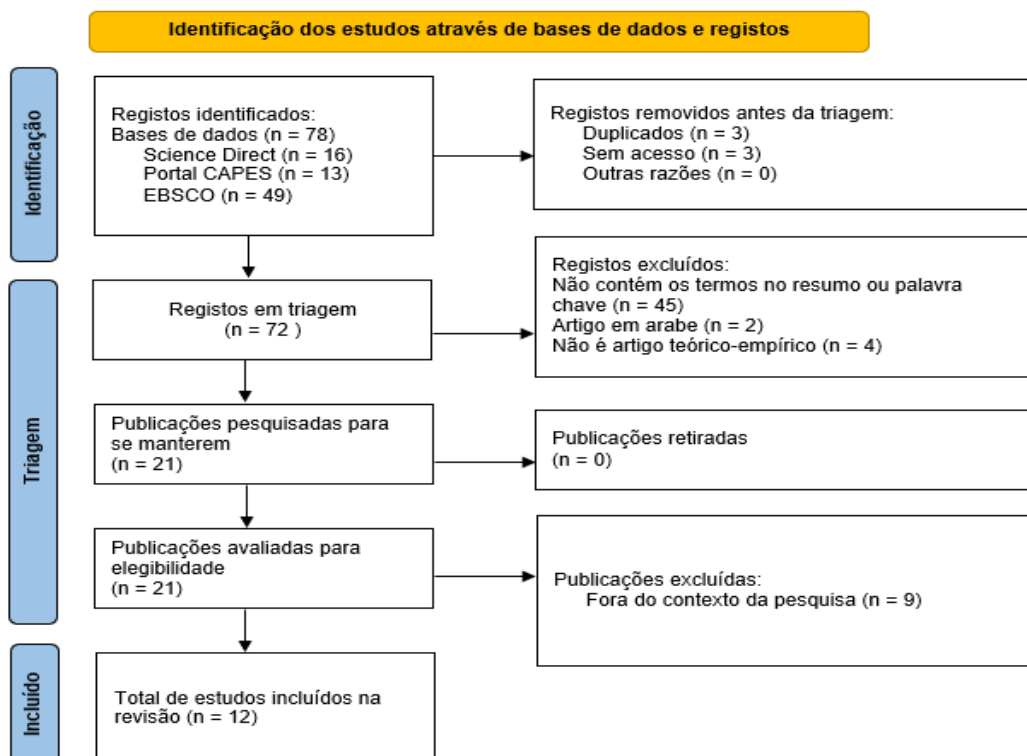 Identificação dos estudos através de bases de dados e registos
Identificação
Registos identificados:
Bases de dados (n = 78)
Science Direct (n = 16)
Portal CAPES (n = 13)
EBSCO (n = 49)
Registos removidos antes da triagem:
Duplicados (n = 3)
Sem acesso (n = 3)
Outras razões (n = 0)
Triagem
Registos em triagem
(n = 72 )
Registos excluídos:
Não contém os termos no resumo ou palavra
chave (n = 45)
Artigo em arabe (n = 2)
Não é artigo teórico-empírico (n = 4)
Publicações pesquisadas para
se manterem
(n = 21)
Publicações retiradas
(n = 0)
Publicações avaliadas para
elegibilidade
(n = 21)
Publicações excluídas:
Fora do contexto da pesquisa (n = 9)
Incluído
Total de estudos incluídos na
revisão (n = 12)